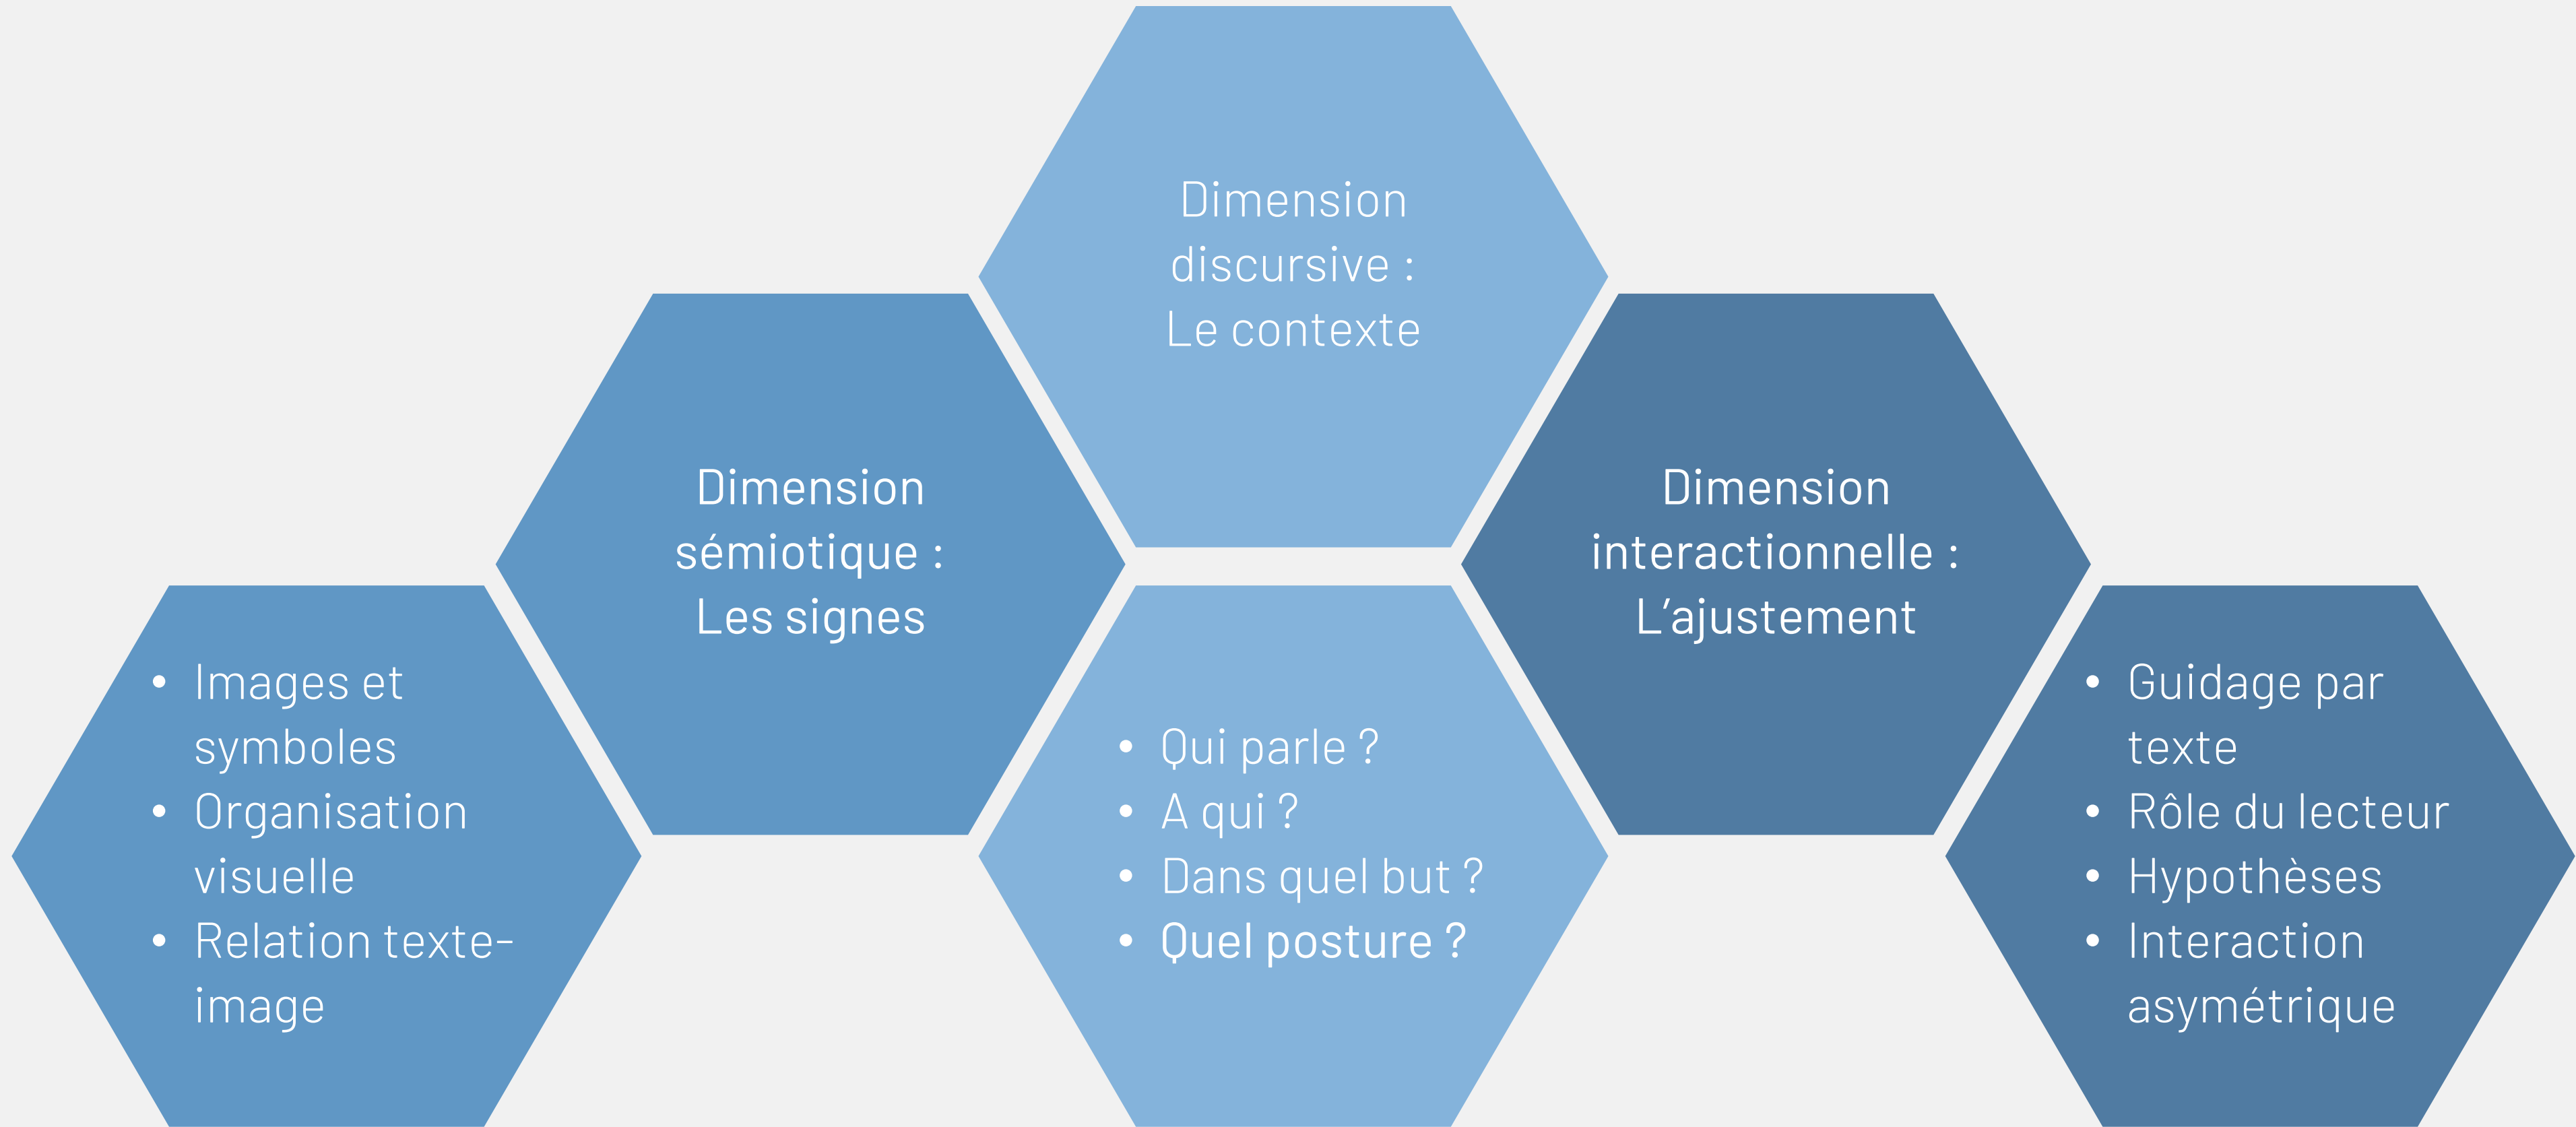 Dimension
discursive :
Le contexte
Dimension
sémiotique :
Les signes
Dimension
interactionnelle :
L’ajustement
• Images et
symboles
• Organisation
visuelle
• Relation texte-
image
• Qui parle ?
• A qui ?
• Dans quel but ?
• Quel posture ?
• Guidage par
texte
• Rôle du lecteur
• Hypothèses
• Interaction
asymétrique